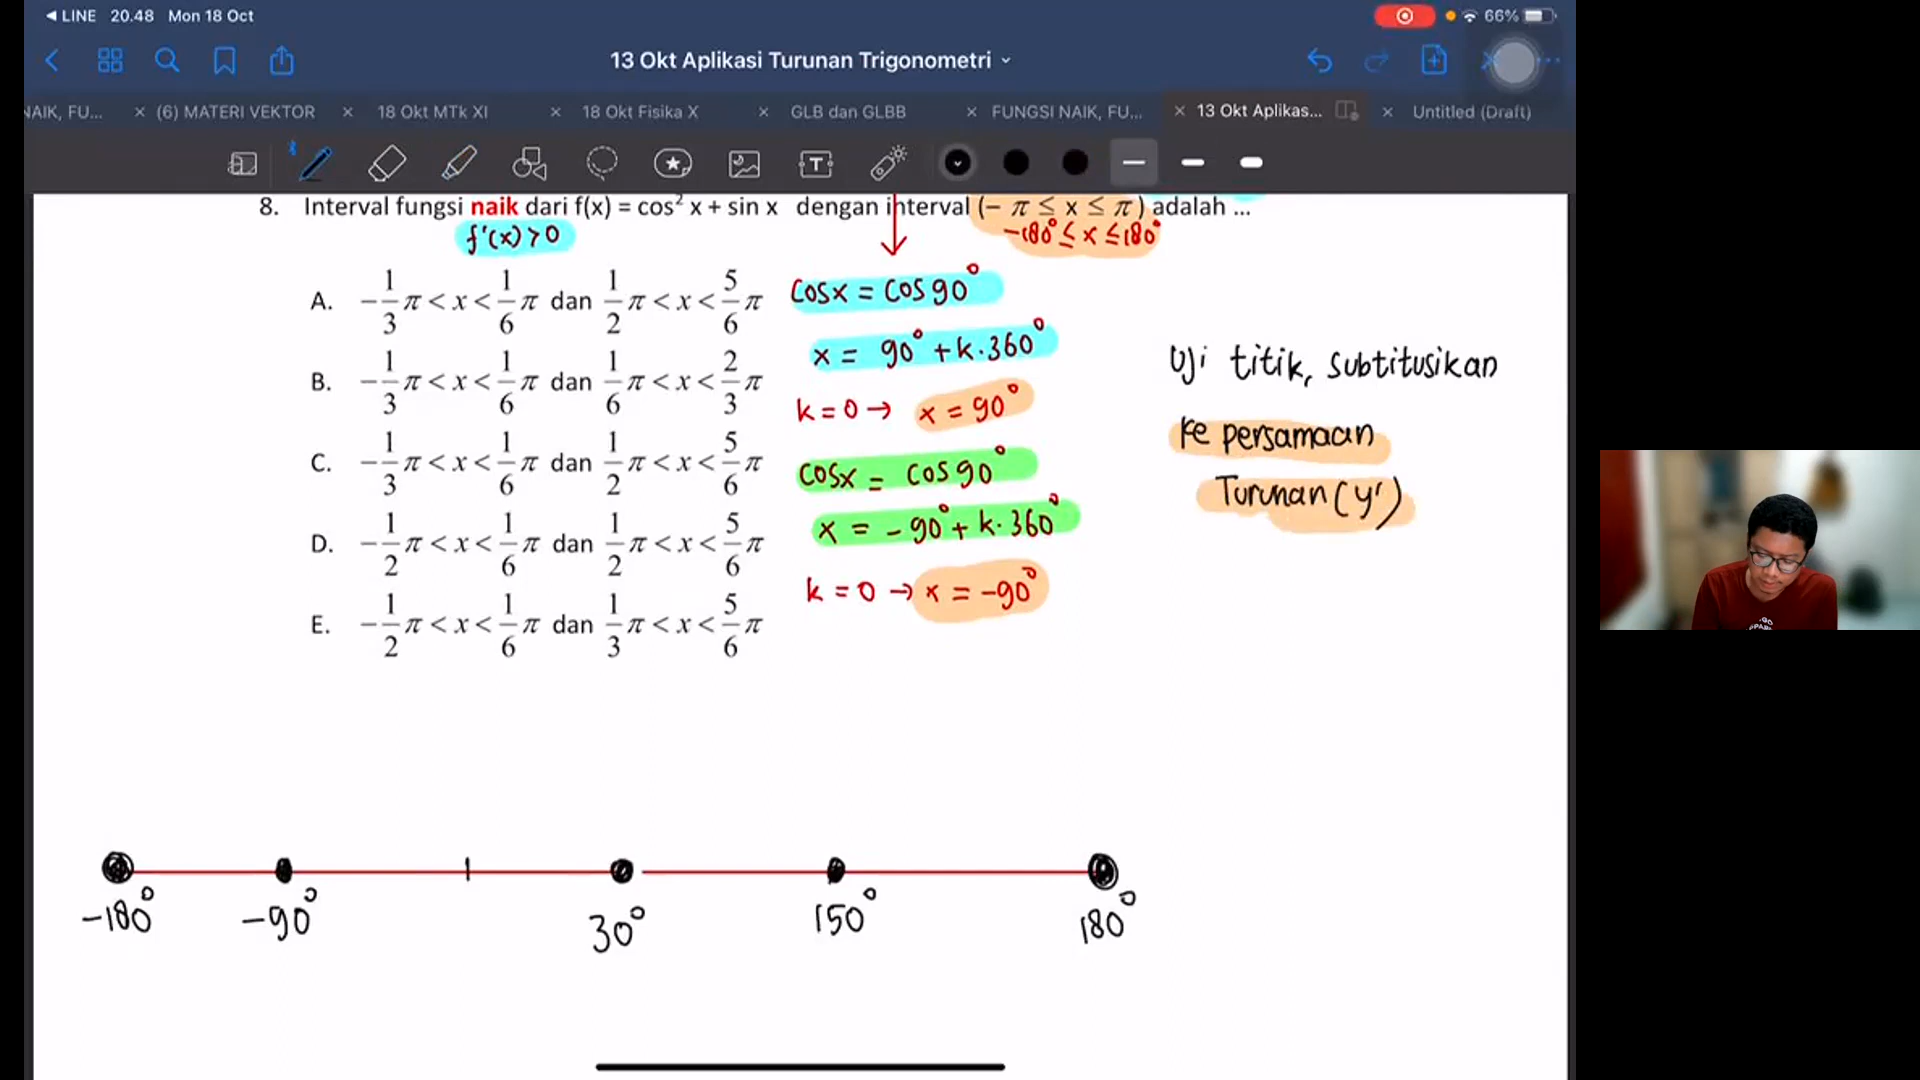 LINE 20.48 Mon 18 Oct 66%
13 Okt Aplikasi Turunan Trigonometri
NAIK, FU... (6) MATERI VEKTOR 18 Okt MTk XI 18 Okt Fisika X GLB dan GLBB FUNGSI NAIK, FU... 13 Okt Aplikas... Untitled (Draft)
8. Interval fungsi naik dari f(x) = cos² x + sin x dengan interval (− π ≤ x ≤ π) adalah ...
f'(x) > 0
-180° ≤ x ≤ 180°
A. −1/3 π < x < 1/6 π dan 1/2 π < x < 5/6 π
B. −1/3 π < x < 1/6 π dan 1/6 π < x < 2/3 π
C. −1/3 π < x < 1/6 π dan 1/2 π < x < 5/6 π
D. −1/2 π < x < 1/6 π dan 1/2 π < x < 5/6 π
E. −1/2 π < x < 1/6 π dan 1/3 π < x < 5/6 π
cosx = cos 90°
x = 90° + k·360°
k = 0 → x = 90°
cosx = cos 90°
x = -90° + k·360°
k = 0 → x = -90°
Uji titik, subtitusikan
ke persamaan
Turunan (y')
-180° -90° 30° 150° 180°